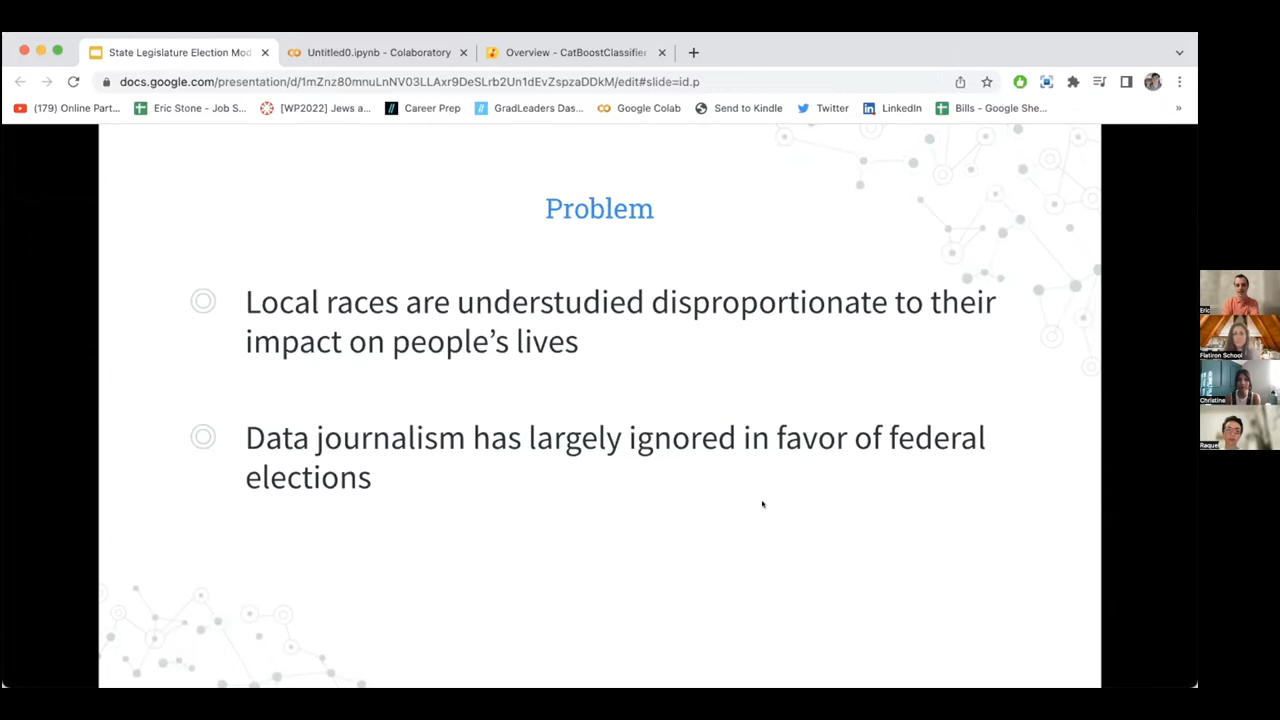 State Legislature Election Mod
Untitled0.ipynb - Colaboratory
Overview - CatBoostClassifier
docs.google.com/presentation/d/1mZnz80mnuLnNV03LLAxr9DeSLrb2Un1dEvZspzaDDkM/edit#slide=id.p
(179) Online Part...
Eric Stone - Job S...
[WP2022] Jews a...
Career Prep
GradLeaders Das...
Google Colab
Send to Kindle
Twitter
LinkedIn
Bills - Google She...
»
Problem
Local races are understudied disproportionate to their
impact on people’s lives
Data journalism has largely ignored in favor of federal
elections
Eric
Flatiron School
Christine
Raquel